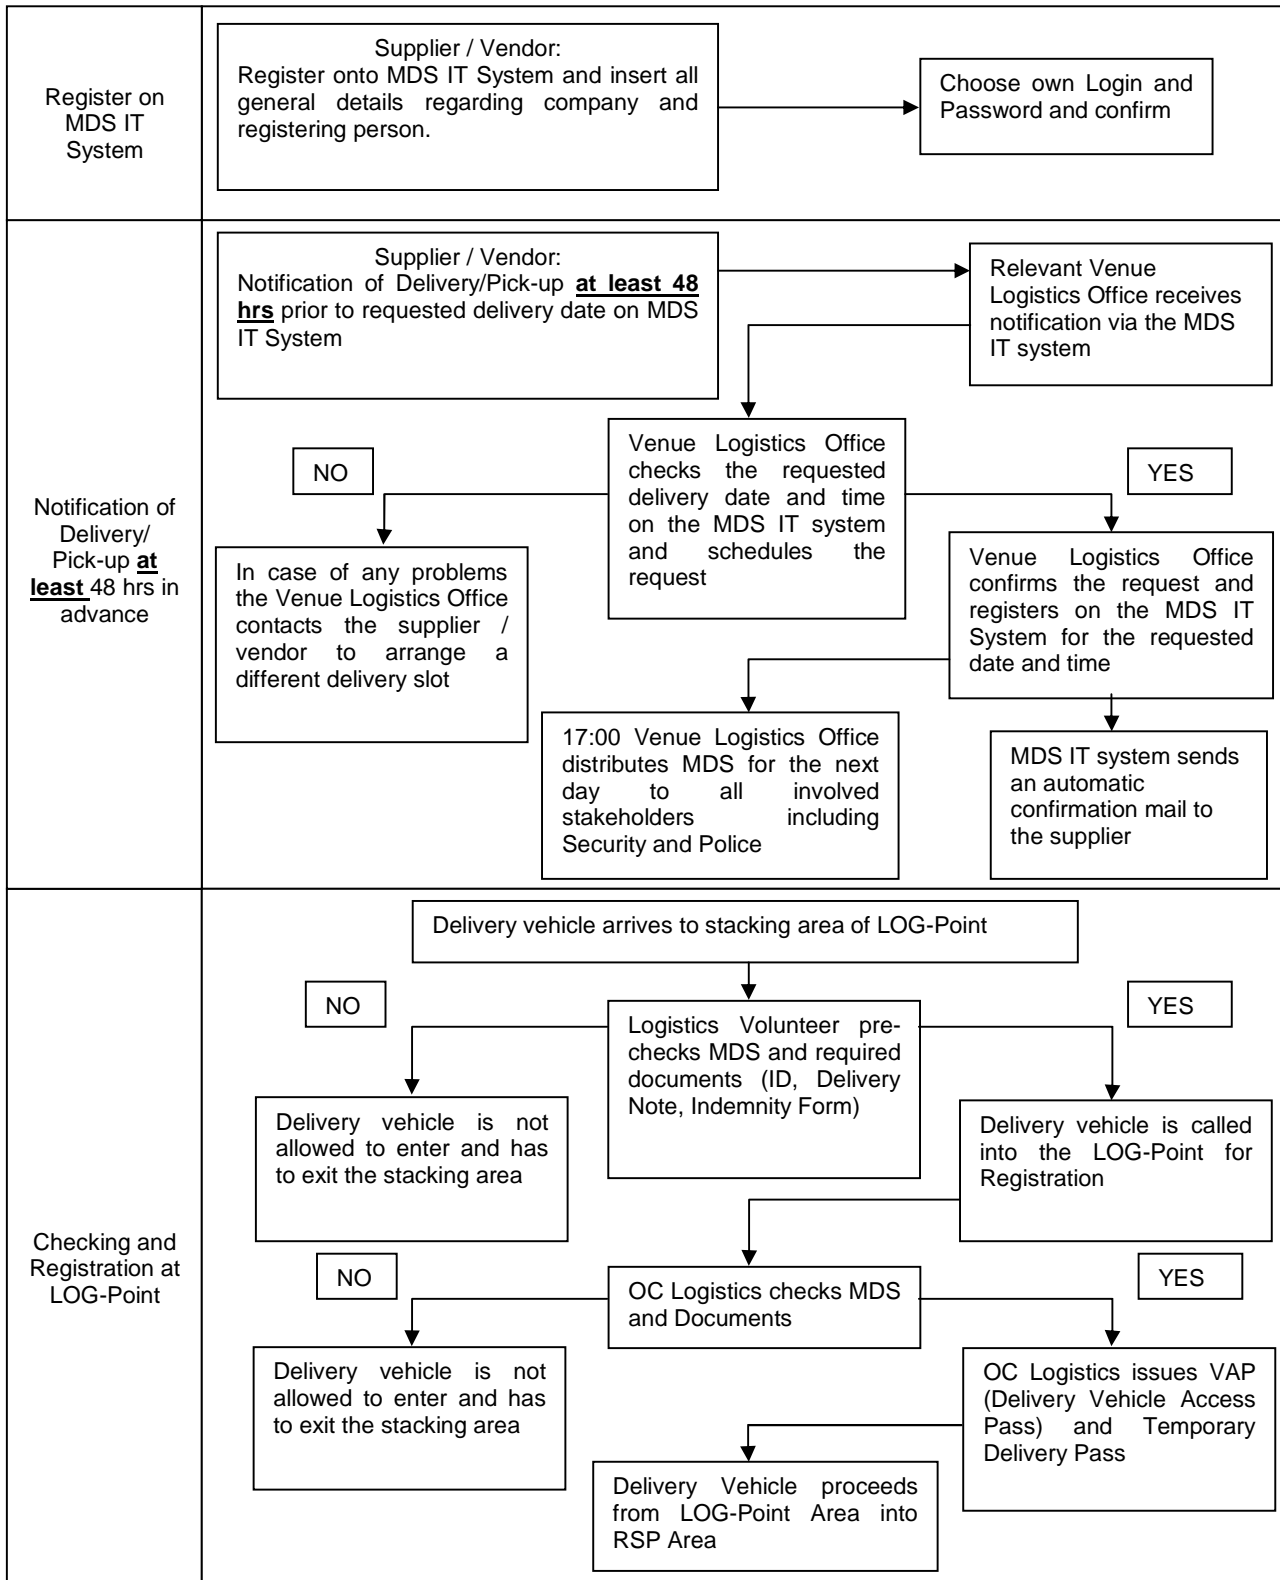 Register on
MDS IT
System
Supplier / Vendor:
Register onto MDS IT System and insert all
general details regarding company and
registering person.
Choose own Login and
Password and confirm
Notification of
Delivery/
Pick-up at
least 48 hrs in
advance
Supplier / Vendor:
Notification of Delivery/Pick-up at least 48
hrs prior to requested delivery date on MDS
IT System
Relevant Venue
Logistics Office receives
notification via the MDS
IT system
Venue Logistics Office
checks the requested
delivery date and time
on the MDS IT system
and schedules the
request
NO
YES
In case of any problems
the Venue Logistics Office
contacts the supplier /
vendor to arrange a
different delivery slot
Venue Logistics Office
confirms the request and
registers on the MDS IT
System for the requested
date and time
17:00 Venue Logistics Office
distributes MDS for the next
day to all involved
stakeholders including
Security and Police
MDS IT system sends
an automatic
confirmation mail to
the supplier
Checking and
Registration at
LOG-Point
Delivery vehicle arrives to stacking area of LOG-Point
NO
YES
Logistics Volunteer pre-
checks MDS and required
documents (ID, Delivery
Note, Indemnity Form)
Delivery vehicle is not
allowed to enter and has
to exit the stacking area
Delivery vehicle is called
into the LOG-Point for
Registration
NO
YES
OC Logistics checks MDS
and Documents
Delivery vehicle is not
allowed to enter and has
to exit the stacking area
OC Logistics issues VAP
(Delivery Vehicle Access
Pass) and Temporary
Delivery Pass
Delivery Vehicle proceeds
from LOG-Point Area into
RSP Area